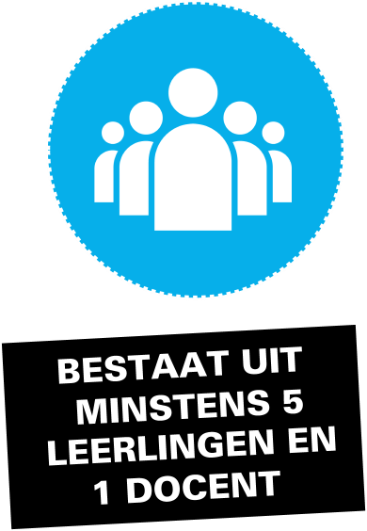 BESTAAT UIT
MINSTENS 5
LEERLINGEN EN
1 DOCENT